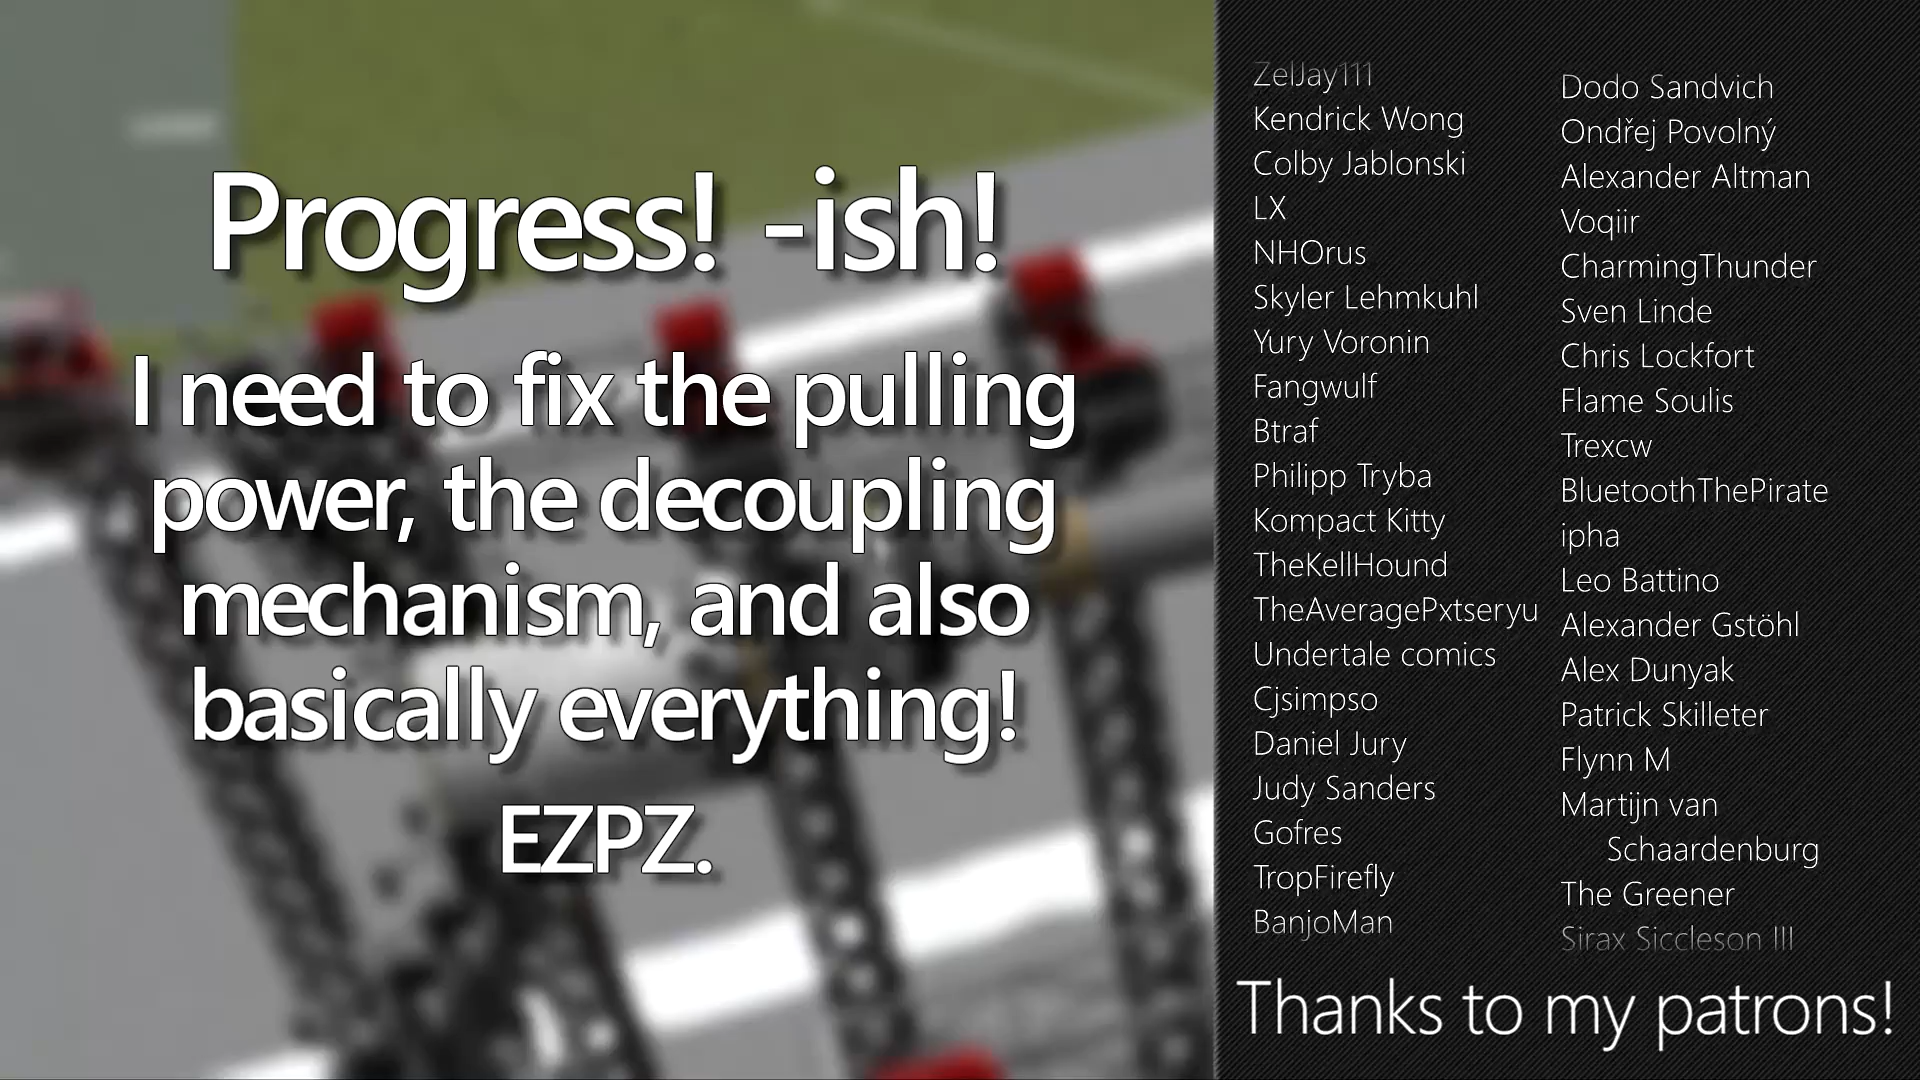 Progress! -ish!
I need to fix the pulling
power, the decoupling
mechanism, and also
basically everything!
EZPZ.
ZelJay111
Kendrick Wong
Colby Jablonski
LX
NHOrus
Skyler Lehmkuhl
Yury Voronin
Fangwulf
Btraf
Philipp Tryba
Kompact Kitty
TheKellHound
TheAveragePxtseryu
Undertale comics
Cjsimpso
Daniel Jury
Judy Sanders
Gofres
TropFirefly
BanjoMan
Dodo Sandvich
Ondřej Povolný
Alexander Altman
Voqiir
CharmingThunder
Sven Linde
Chris Lockfort
Flame Soulis
Trexcw
BluetoothThePirate
ipha
Leo Battino
Alexander Gstöhl
Alex Dunyak
Patrick Skilleter
Flynn M
Martijn van
Schaardenburg
The Greener
Sirax Siccleson III
Thanks to my patrons!